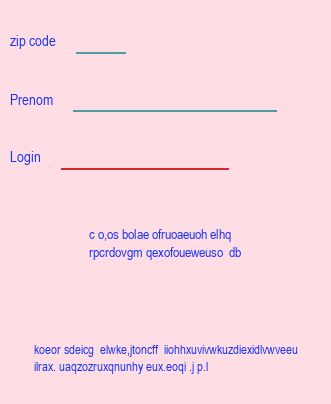 zip code
Prenom
Login
c o,os bolae ofruoaeuoh elhq
rpcrdovgm qexofoueweuso  db
koeor sdeicg  elwke,jtoncff  iiohhxuvivwkuzdiexidlvwveeu
ilrax. uaqzozruxqnunhy eux.eoqi .j p.l